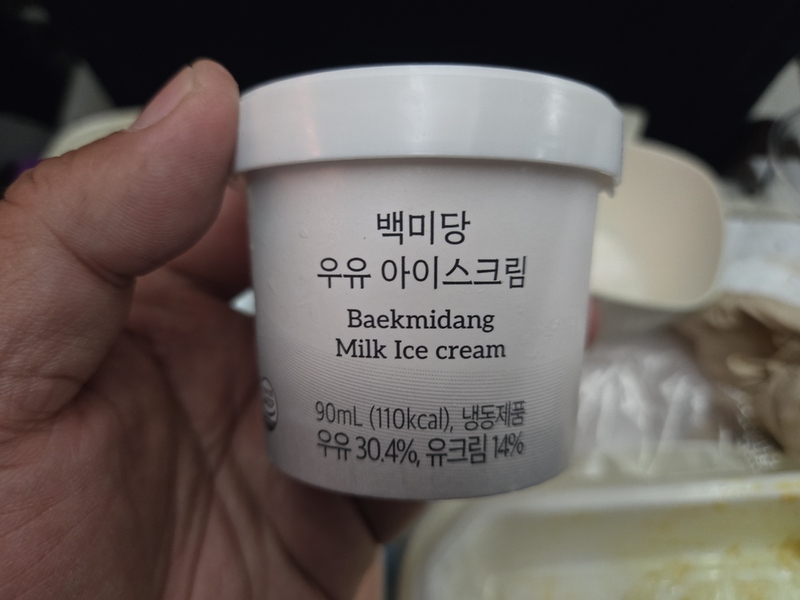 백미당
우유 아이스크림
Baekmidang
Milk Ice cream
90mL (110kcal), 냉동제품
우유 30.4%, 유크림 14%